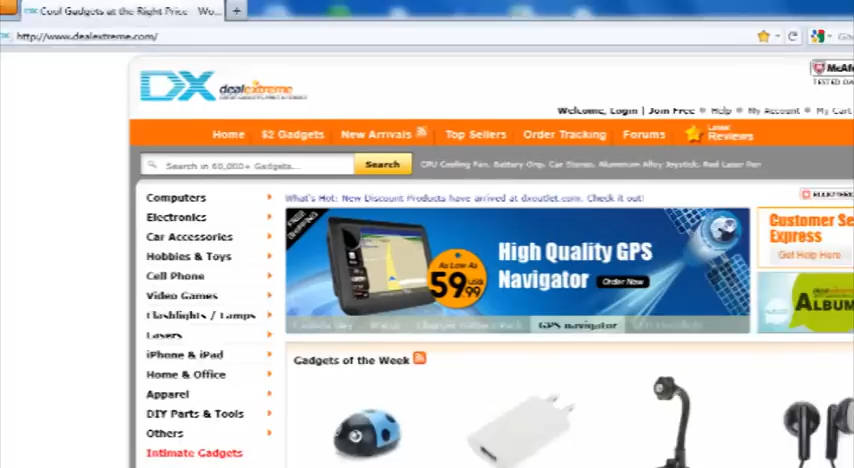 Cool Gadgets at the Right Price - Wo...
http://www.dealextreme.com/
DX dealextreme
McAf
TESTED DA
Welcome, Login | Join Free Help My Account My Cart
Home $2 Gadgets New Arrivals Top Sellers Order Tracking Forums Latest Reviews
Search in 60,000+ Gadgets... Search CPU Cooling Fan, Battery Grip, Car Stereo, Aluminum Alloy Joystick, Red Laser Pen
What's Hot: New Discount Products have arrived at dxoutlet.com. Check it out!
Computers
Electronics
Car Accessories
Hobbies & Toys
Cell Phone
Video Games
Flashlights / Lamps
Lasers
iPhone & iPad
Home & Office
Apparel
DIY Parts & Tools
Others
Intimate Gadgets
FREE SHIPPING
As Low As
59 99
High Quality GPS
Navigator Order Now
GPS navigator
Customer Se
Express
Get Help Here
ALBUM
Gadgets of the Week